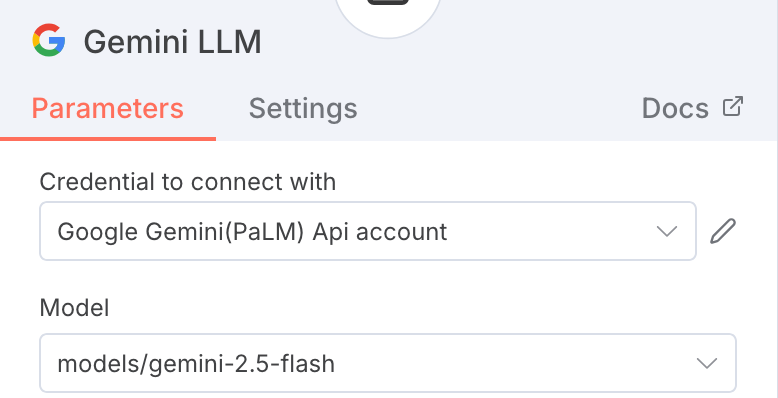 Gemini LLM
Parameters Settings Docs
Credential to connect with
Google Gemini(PaLM) Api account
Model
models/gemini-2.5-flash